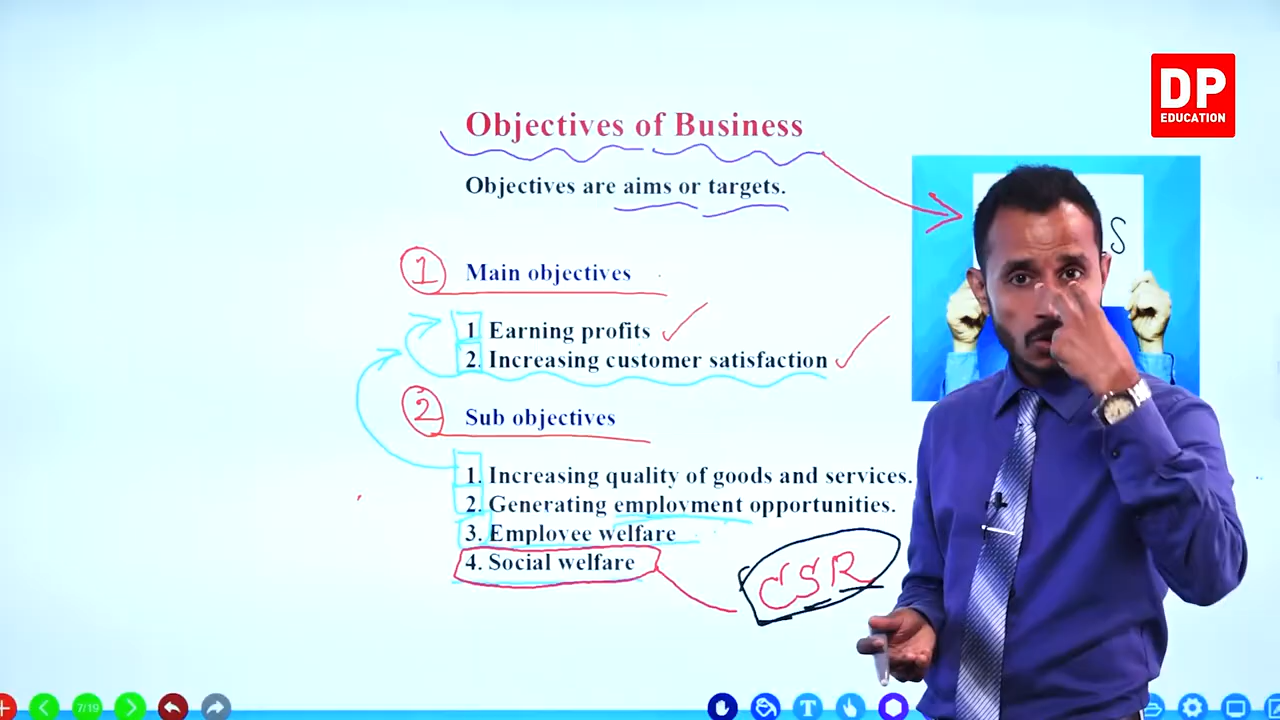 DP
EDUCATION
Objectives of Business
Objectives are aims or targets.
S
1 Main objectives
1 Earning profits
2. Increasing customer satisfaction
2 Sub objectives
1. Increasing quality of goods and services.
2. Generating employment opportunities.
3. Employee welfare
4. Social welfare
CSR
7/19
T